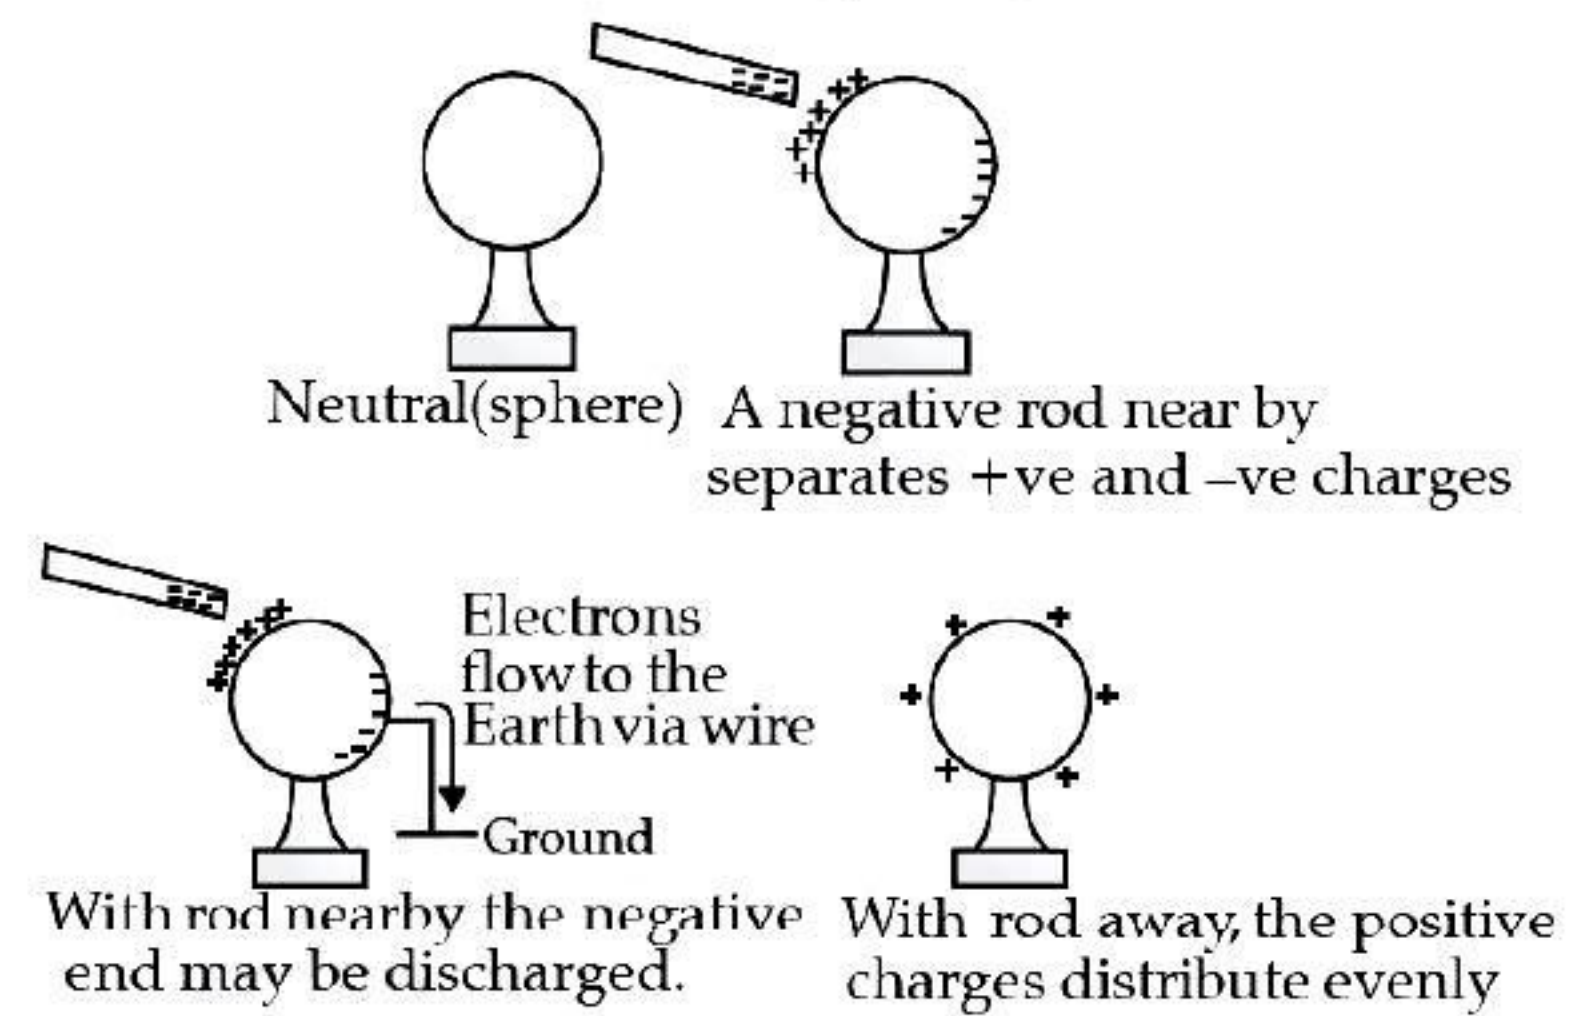 Neutral(sphere)
A negative rod near by
separates +ve and –ve charges
Electrons
flow to the
Earth via wire
Ground
With rod nearby the negative
end may be discharged.
With rod away, the positive
charges distribute evenly